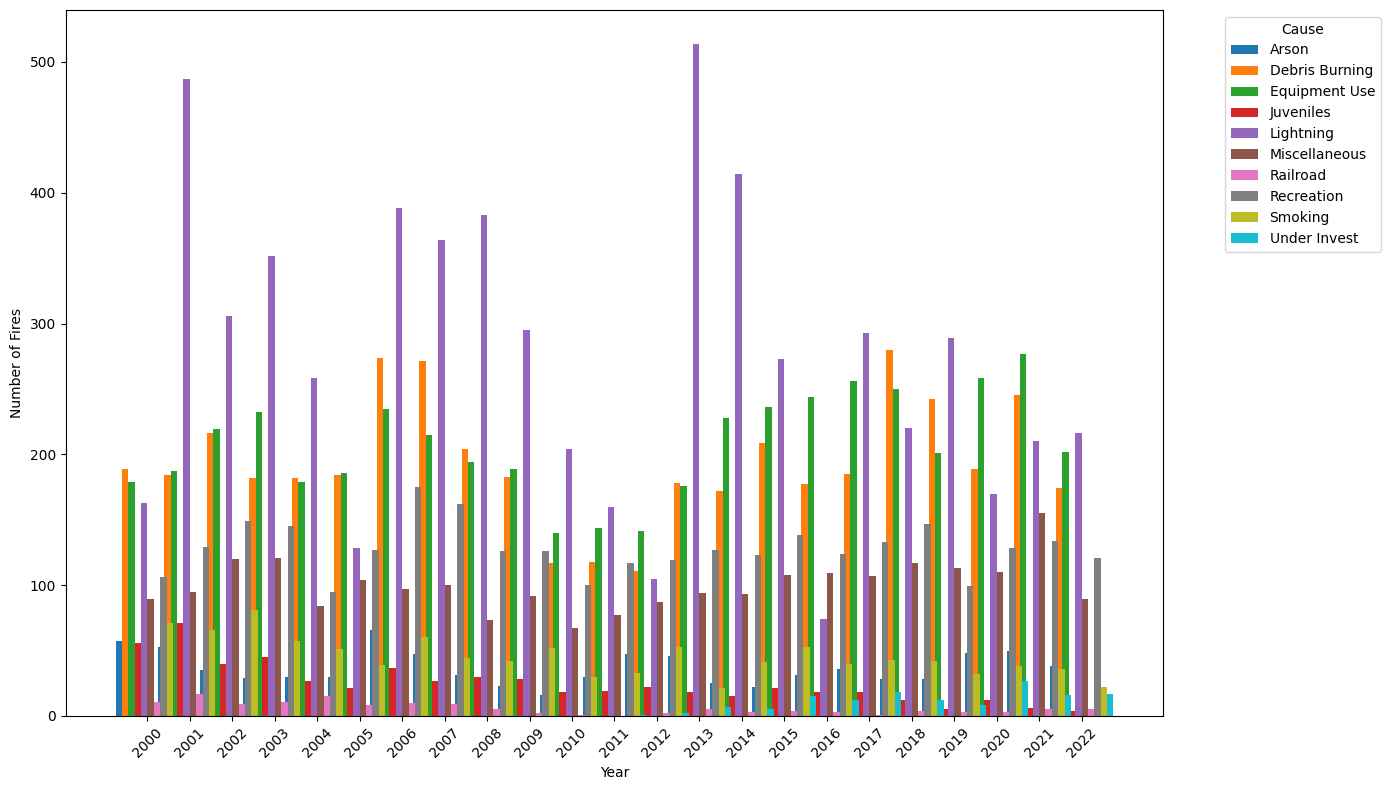 Number of Fires
500
400
300
200
100
0
2000
2001
2002
2003
2004
2005
2006
2007
2008
2009
2010
2011
2012
2013
2014
2015
2016
2017
2018
2019
2020
2021
2022
Year
Cause
Arson
Debris Burning
Equipment Use
Juveniles
Lightning
Miscellaneous
Railroad
Recreation
Smoking
Under Invest